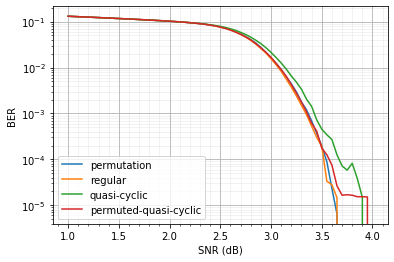 10⁻¹
10⁻²
10⁻³
10⁻⁴
10⁻⁵
BER
permutation
regular
quasi-cyclic
permuted-quasi-cyclic
1.0 1.5 2.0 2.5 3.0 3.5 4.0
SNR (dB)